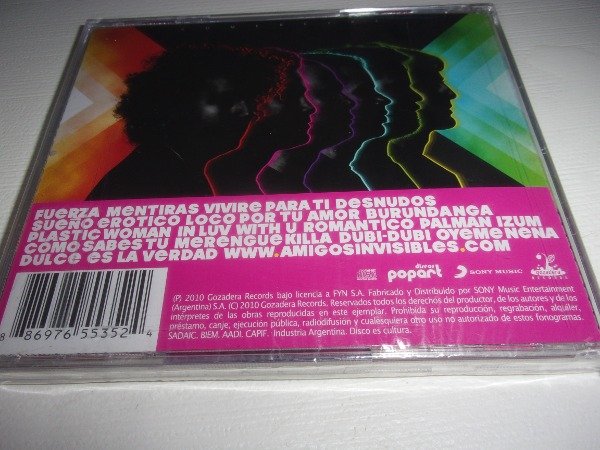 FUERZA MENTIRAS VIVIRE PARA TI DESNUDOS
SUEÑO EROTICO LOCO POR TU AMOR BURUNDANGA
PLASTIC WOMAN IN LUV WITH U ROMANTICO PALMAN IZUM
COMO SABES TU MERENGUE KILLA DUBI-DUBI OYEMENENA
DULCE ES LA VERDAD WWW.AMIGOSINVISIBLES.COM
discos
popart
SONY MUSIC
GOZADERA
RECORDS
(P) 2010 Gozadera Records bajo licencia a FYN S.A. Fabricado y Distribuido por SONY Music Entertainment
(Argentina) S.A. (C) 2010 Gozadera Records. Reservados todos los derechos del productor, de los autores y de los
intérpretes de las obras reproducidas en este ejemplar. Prohibida su reproducción, regrabación, alquiler,
préstamo, canje, ejecución publica, radiodifusión y cualesquiera otro uso no autorizado de estos fonogramas.
SADAIC. BIEM. AADI. CAPIF. Industria Argentina. Disco es cultura.
8 86976 55352 4